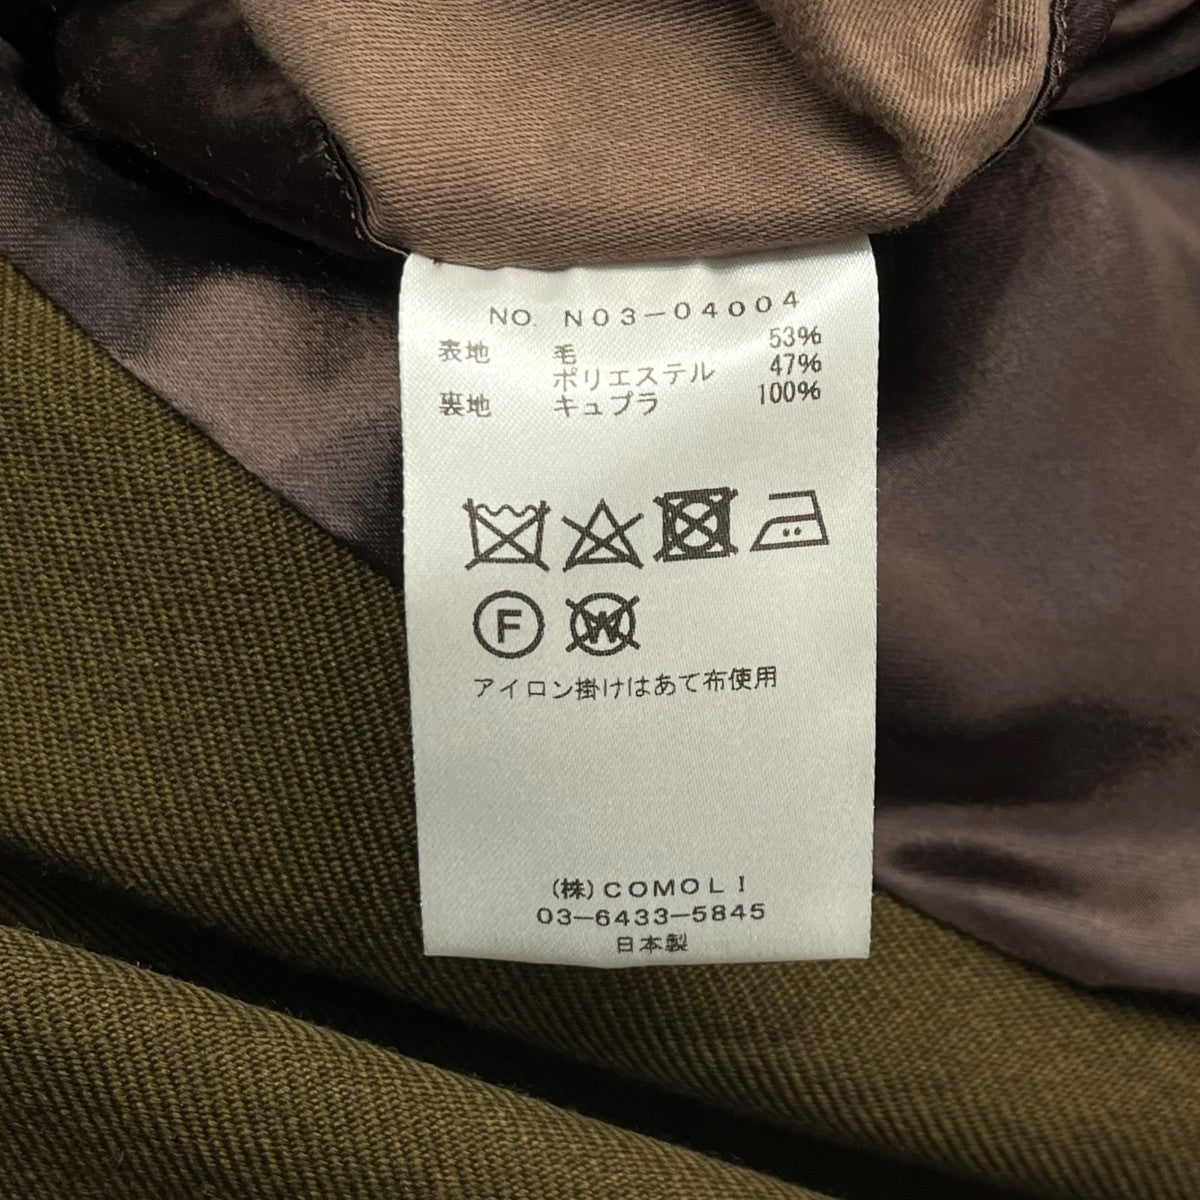 NO. N03-04004
表地 毛 53%
ポリエステル 47%
裏地 キュプラ 100%
F W
アイロン掛けはあて布使用
(株)COMOLI
03-6433-5845
日本製